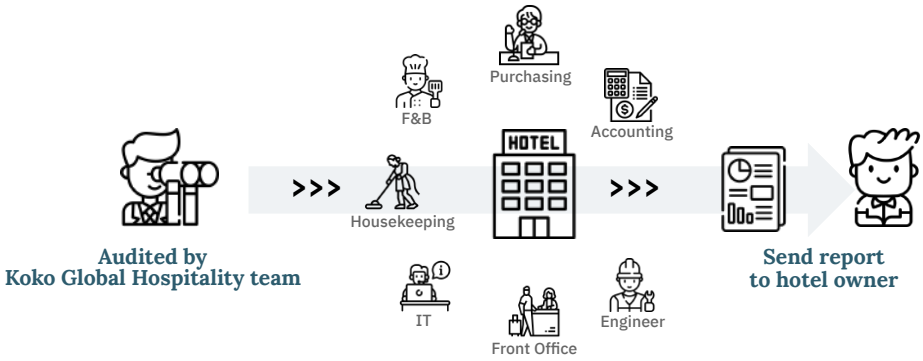 Purchasing
F&B
Accounting
HOTEL
Housekeeping
Audited by
Koko Global Hospitality team
Send report
to hotel owner
IT
Engineer
Front Office